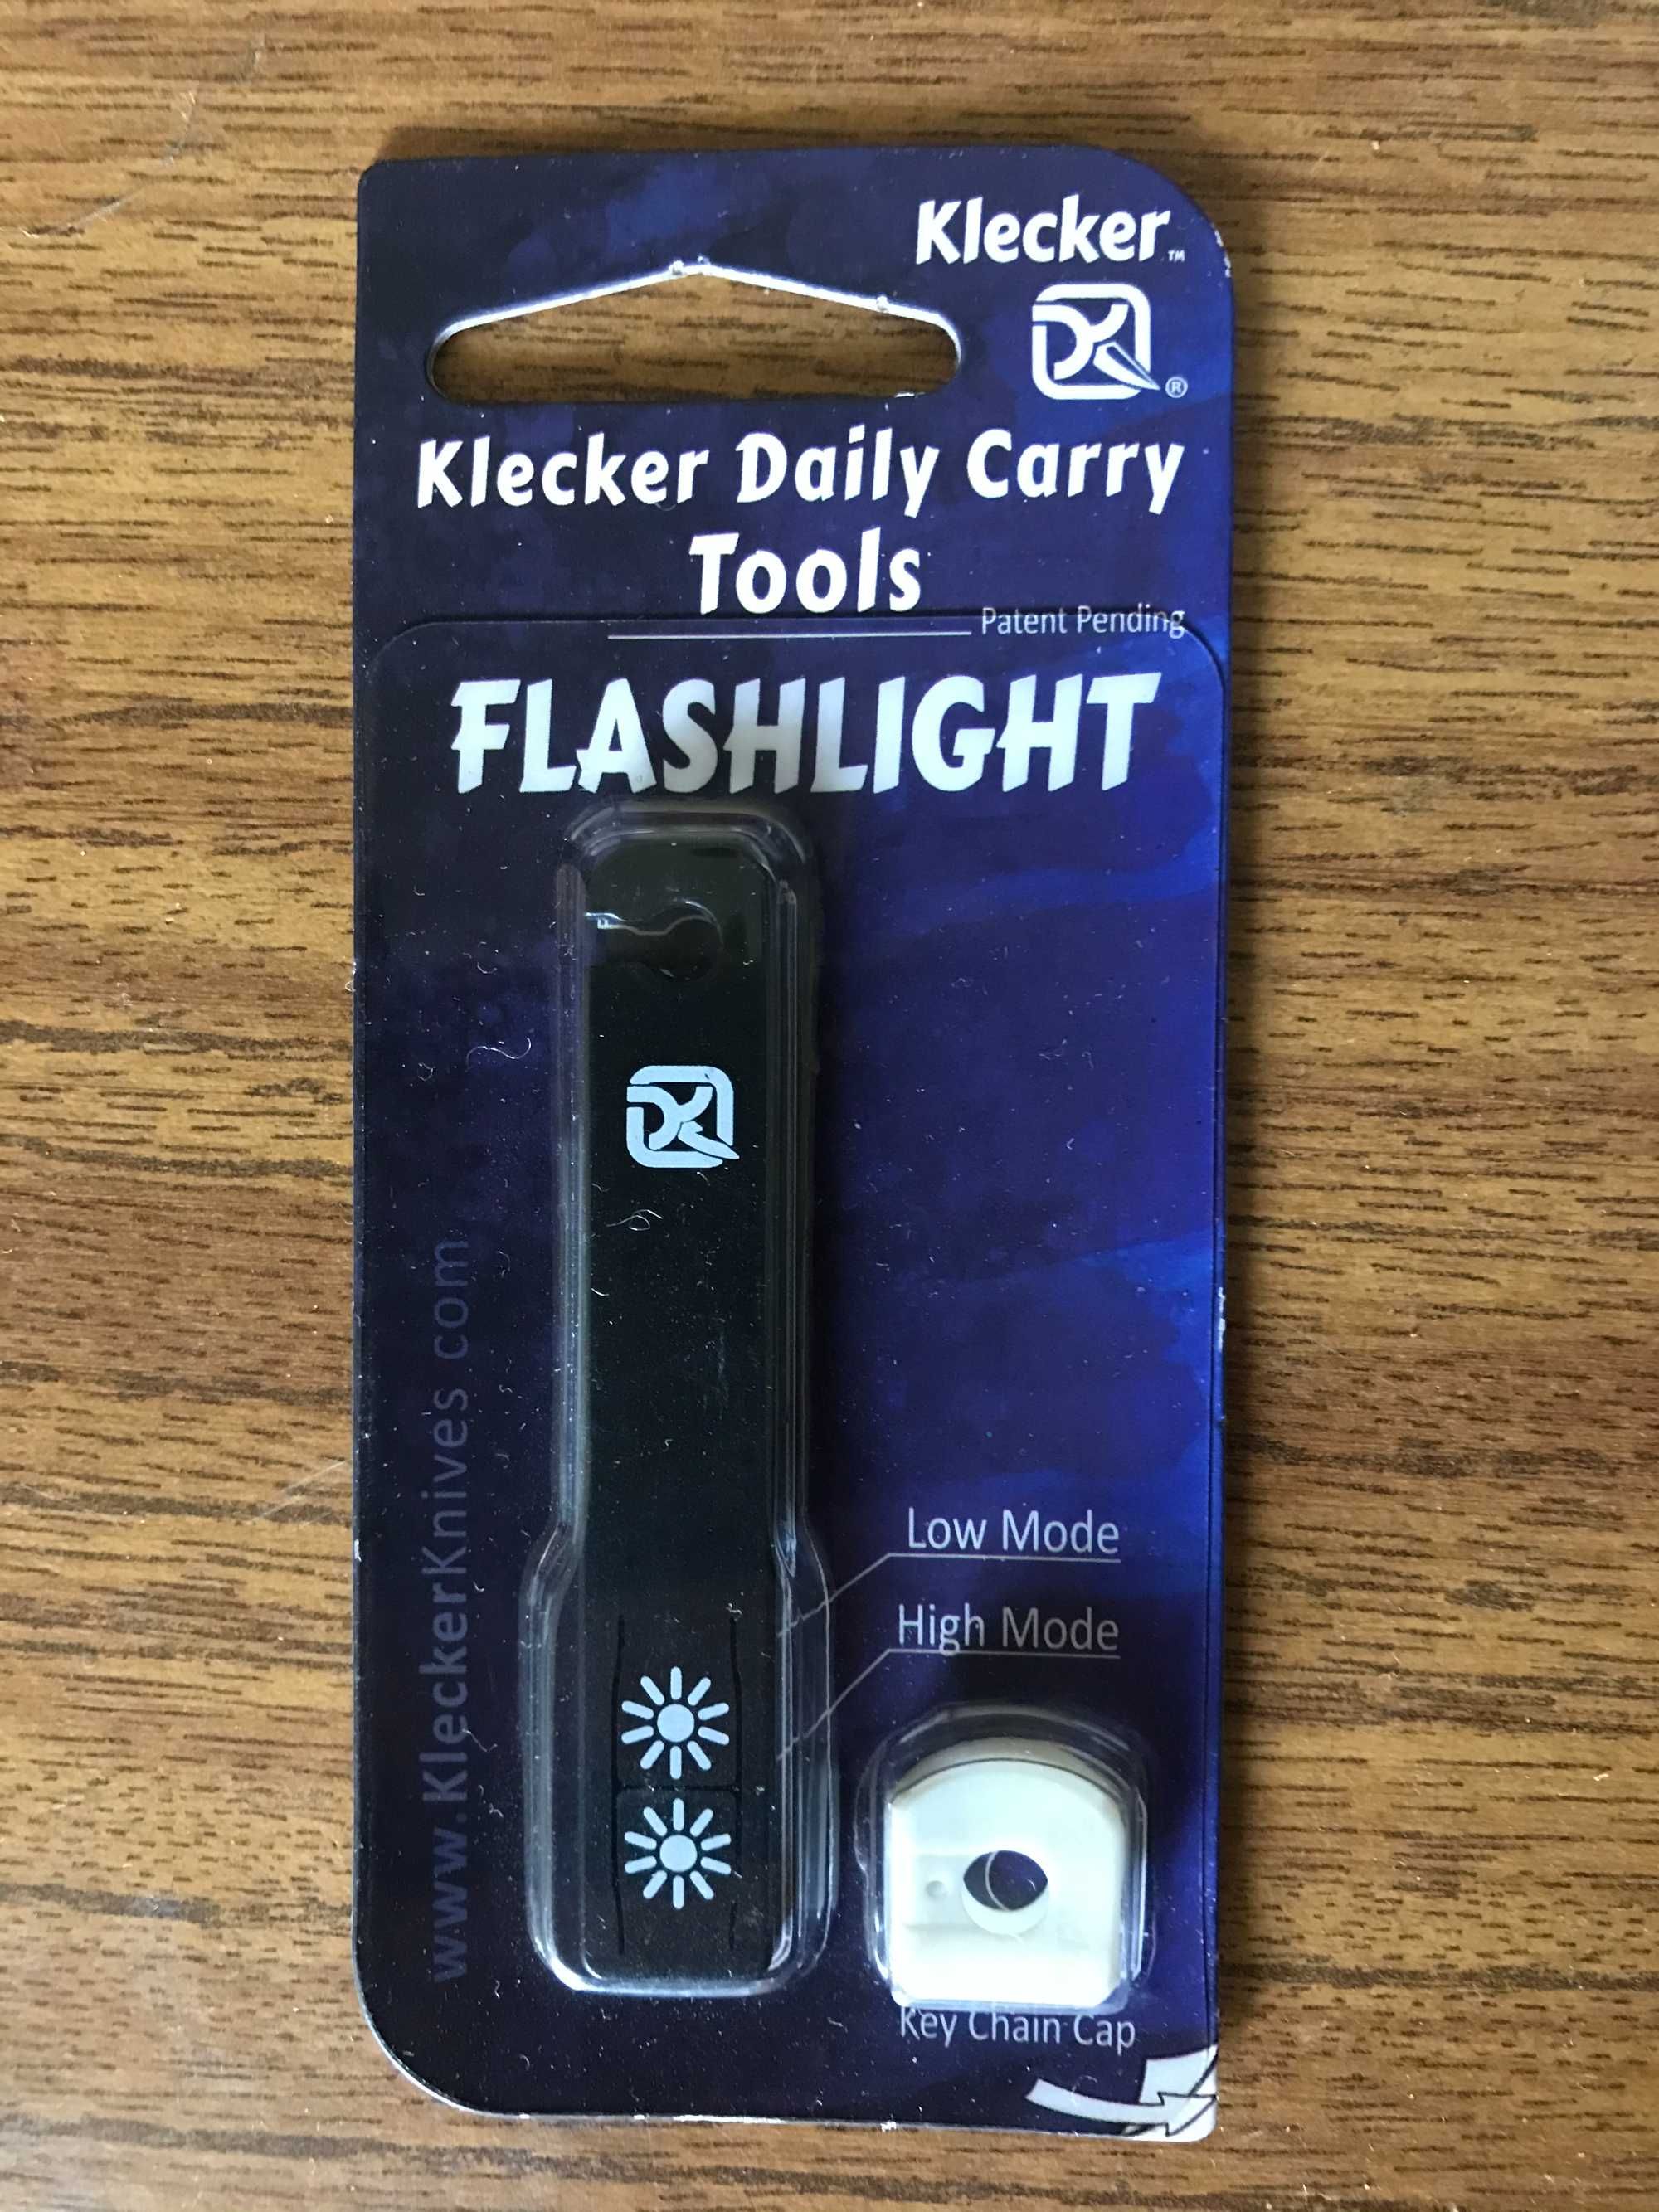 Klecker™
®
Klecker Daily Carry
Tools
Patent Pending
FLASHLIGHT
www.KleckerKnives.com
Low Mode
High Mode
Key Chain Cap